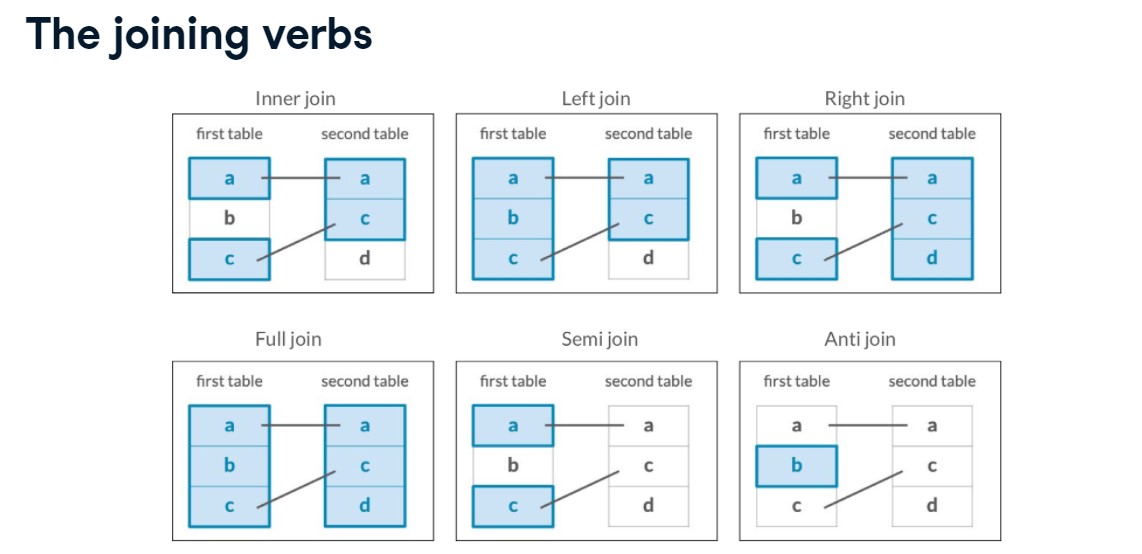 The joining verbs
Inner join
first table second table
a a
b c
c d
Left join
first table second table
a a
b c
c d
Right join
first table second table
a a
b c
c d
Full join
first table second table
a a
b c
c d
Semi join
first table second table
a a
b c
c d
Anti join
first table second table
a a
b c
c d